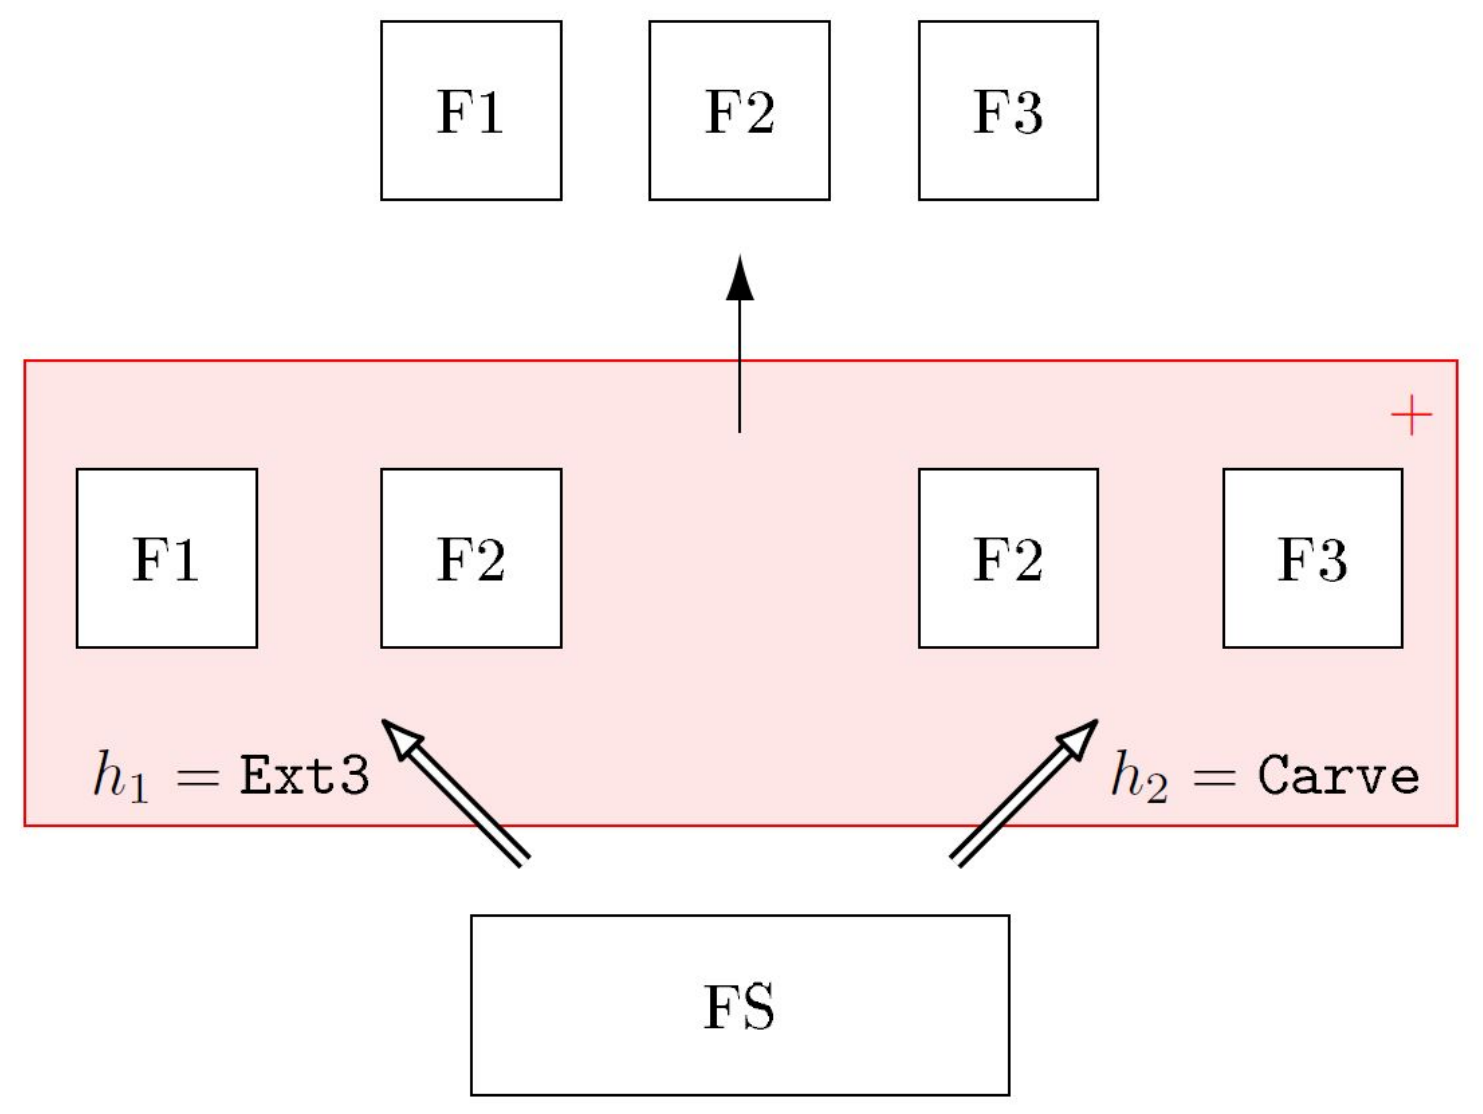 F1 F2 F3
+
F1 F2 F2 F3
h₁ = Ext3 h₂ = Carve
FS